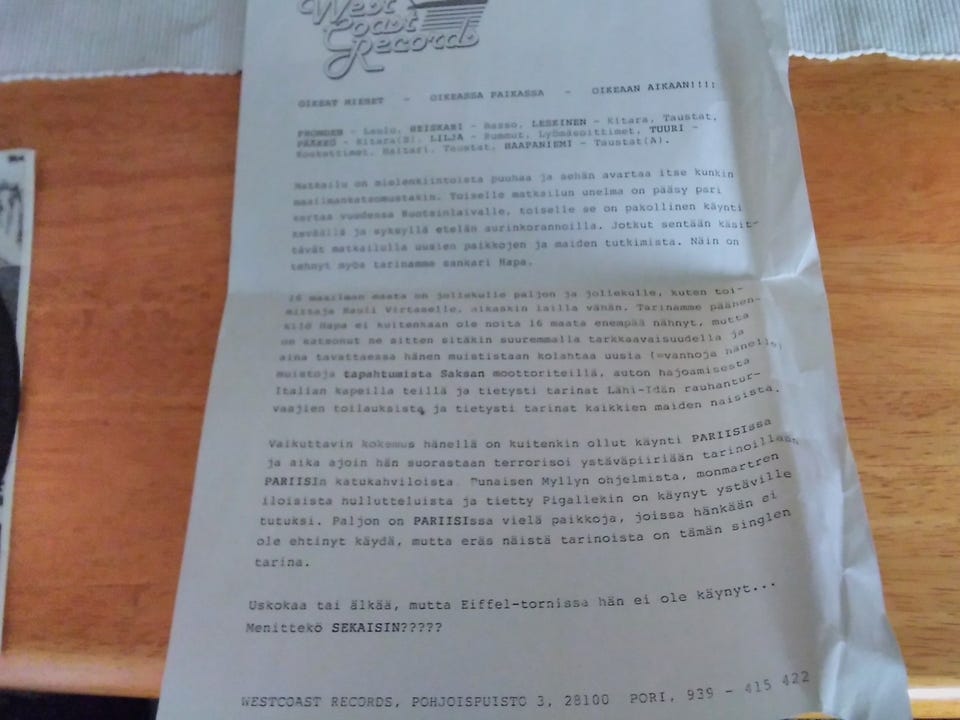 West
Coast
Records
OIKEAT MIEHET - OIKEASSA PAIKASSA - OIKEAAN AIKAAN!!!!
FRONDEN - Laulu, HEISKARI - Basso, LESKINEN - Kitara, Taustat,
PÄÄKKÖ - Kitara(S), LILJA - Rummut, Lyömäsoittimet, TUURI -
Koskettimet, Haitari, Taustat, HAAPANIEMI - Taustat(A).
Matkailu on mielenkiintoista puuhaa ja sehän avartaa itse kunkin
maailmankatsomustakin. Toiselle matkailun unelma on pääsy pari
kertaa vuodessa Ruotsinlaivalle, toiselle se on pakollinen käynti
keväällä ja syksyllä etelän aurinkorannoilla. Jotkut sentään käsit-
tävät matkailulla uusien paikkojen ja maiden tutkimista. Näin on
tehnyt myös tarinamme sankari Hapa.
16 maailman maata on jollekulle paljon ja jollekulle, kuten toi-
mittaja Rauli Virtaselle, aikaskin lailla vähän. Tarinamme päähen-
kilö Hapa ei kuitenkaan ole noita 16 maata enempää nähnyt, mutta
on katsonut ne sitten sitäkin suuremmalla tarkkaavaisuudella ja
aina tavattaessa hänen muististaan kolahtaa uusia (=vanhoja hänelle)
muistoja tapahtumista Saksan moottoriteillä, auton hajoamisesta
Italian kapeilla teillä ja tietysti tarinat Lähi-Idän rauhantur-
vaajien toilauksista ja tietysti tarinat kaikkien maiden naisista.
Vaikuttavin kokemus hänellä on kuitenkin ollut käynti PARIISIssa
ja aika ajoin hän suorastaan terrorisoi ystäväpiiriään tarinoillaan
PARIISIn katukahviloista Punaisen Myllyn ohjelmista, monmartren
iloisista hullutteluista ja tietty Pigallekin on käynyt ystäville
tutuksi. Paljon on PARIISIssa vielä paikkoja, joissa hänkään ei
ole ehtinyt käydä, mutta eräs näistä tarinoista on tämän singlen
tarina.
Uskokaa tai älkää, mutta Eiffel-tornissa hän ei ole käynyt...
Menittekö SEKAISIN?????
WESTCOAST RECORDS, POHJOISPUISTO 3, 28100 PORI, 939 - 415 422